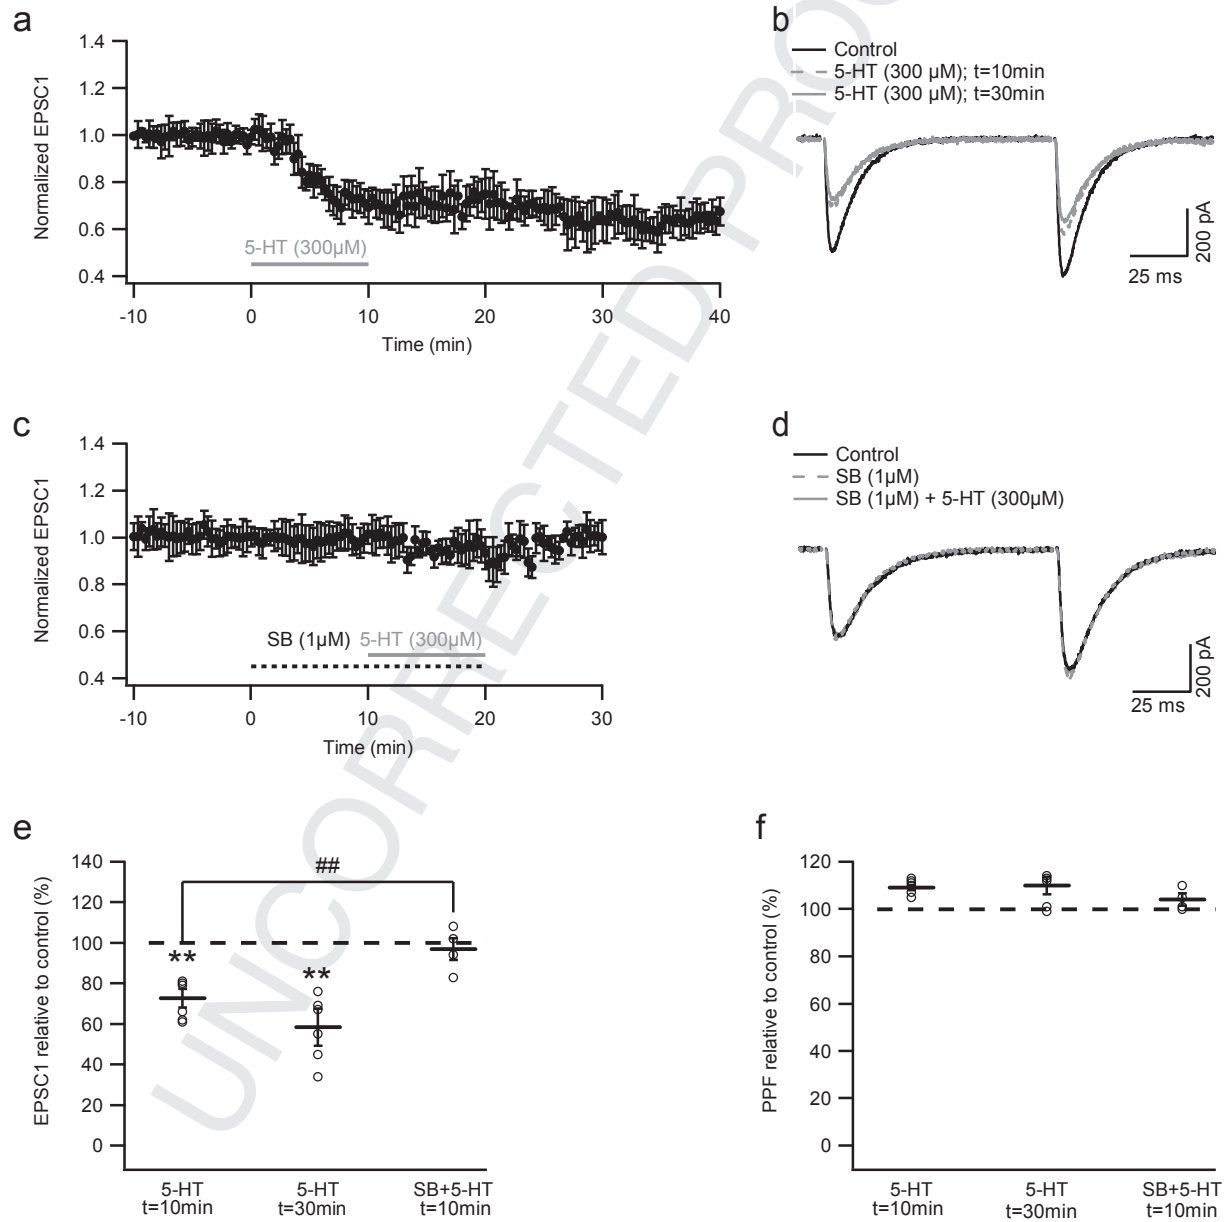 a
1.4
1.2
1.0
0.8
0.6
0.4
Normalized EPSC1
5-HT (300µM)
-10 0 10 20 30 40
Time (min)
b
Control
5-HT (300 µM); t=10min
5-HT (300 µM); t=30min
200 pA
25 ms
c
1.4
1.2
1.0
0.8
0.6
0.4
Normalized EPSC1
SB (1µM) 5-HT (300µM)
-10 0 10 20 30
Time (min)
d
Control
SB (1µM)
SB (1µM) + 5-HT (300µM)
200 pA
25 ms
e
140
120
100
80
60
40
20
0
EPSC1 relative to control (%)
##
**
**
5-HT 5-HT SB+5-HT
t=10min t=30min t=10min
f
120
100
80
60
40
20
0
PPF relative to control (%)
5-HT 5-HT SB+5-HT
t=10min t=30min t=10min
UNCORRECTED PROO